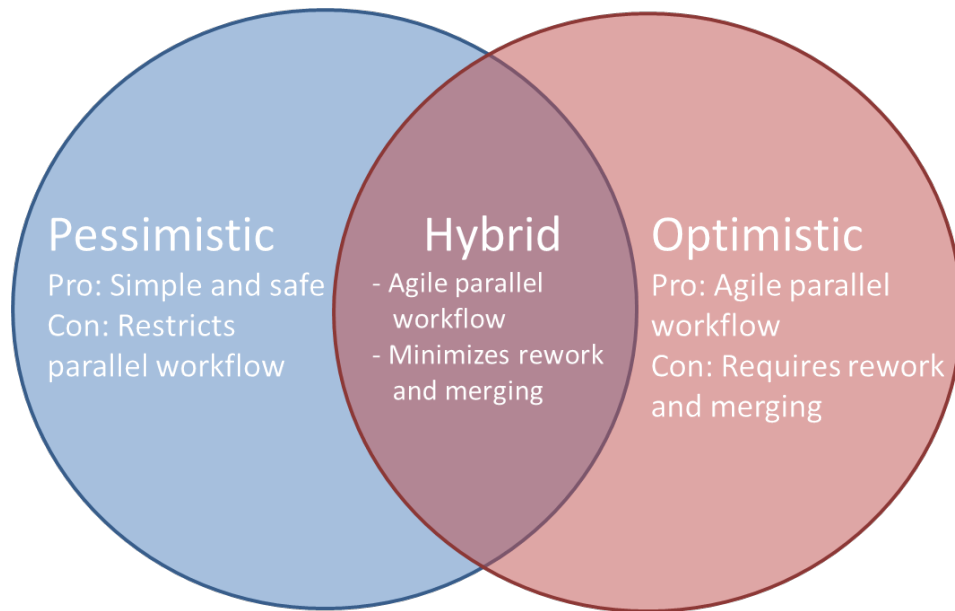 Pessimistic
Pro: Simple and safe
Con: Restricts
parallel workflow
Hybrid
- Agile parallel
workflow
- Minimizes rework
and merging
Optimistic
Pro: Agile parallel
workflow
Con: Requires rework
and merging